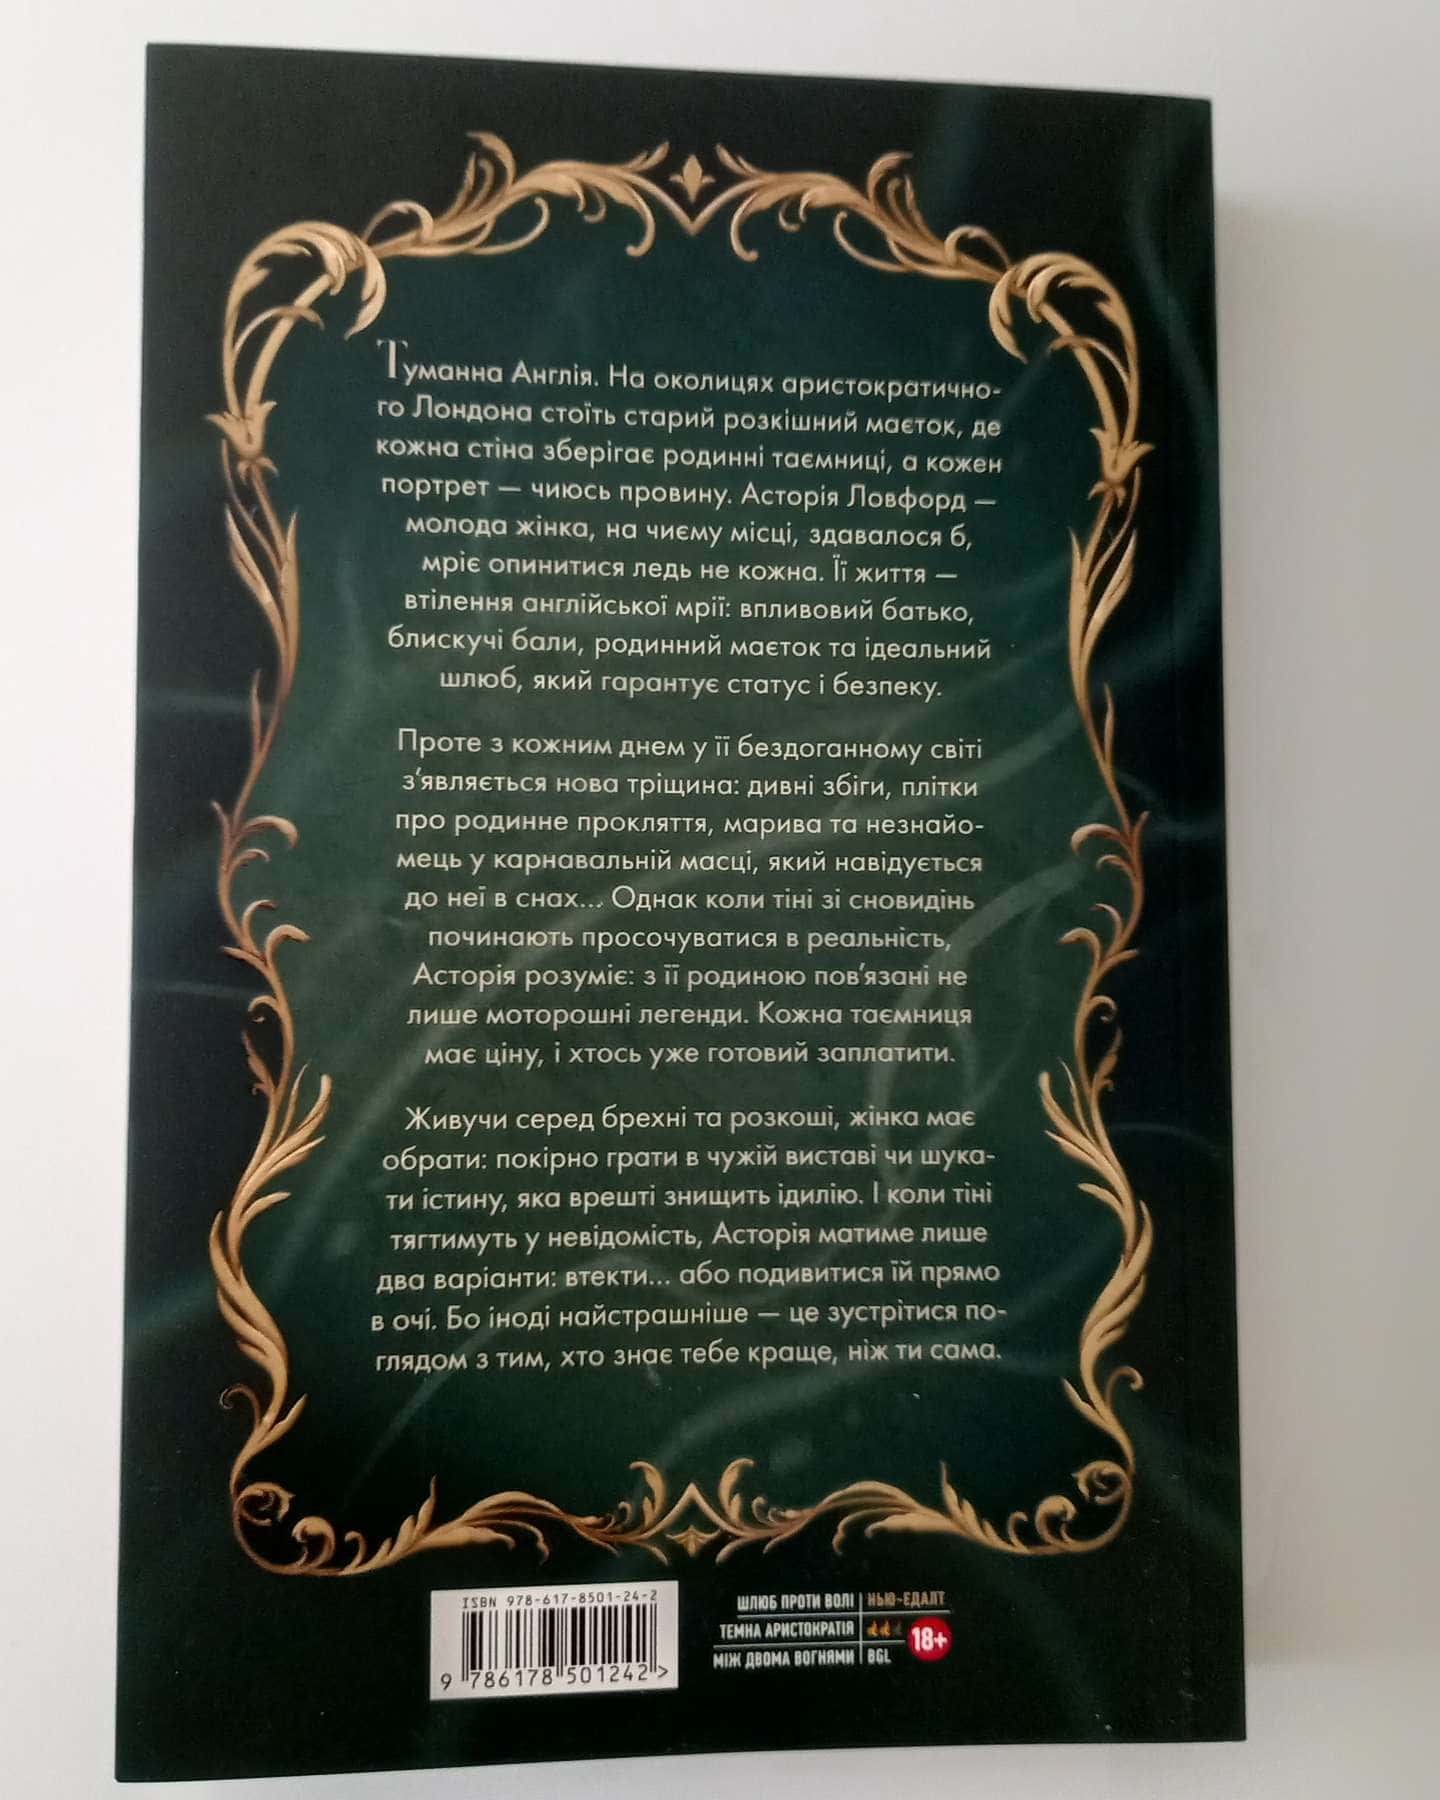 Туманна Англія. На околицях аристократично-
го Лондона стоїть старий розкішний маєток, де
кожна стіна зберігає родинні таємниці, а кожен
портрет — чиюсь провину. Асторія Ловфорд —
молода жінка, на чиєму місці, здавалося б,
мріє опинитися ледь не кожна. Її життя —
втілення англійської мрії: впливовий батько,
блискучі бали, родинний маєток та ідеальний
шлюб, який гарантує статус і безпеку.
Проте з кожним днем у її бездоганному світі
з’являється нова тріщина: дивні збіги, плітки
про родинне прокляття, марива та незнайо-
мець у карнавальній масці, який навідується
до неї в снах... Однак коли тіні зі сновидінь
починають просочуватися в реальність,
Асторія розуміє: з її родиною пов’язані не
лише моторошні легенди. Кожна таємниця
має ціну, і хтось уже готовий заплатити.
Живучи серед брехні та розкоші, жінка має
обрати: покірно грати в чужій виставі чи шука-
ти істину, яка врешті знищить ідилію. І коли тіні
тягтимуть у невідомість, Асторія матиме лише
два варіанти: втекти... або подивитися їй прямо
в очі. Бо іноді найстрашніше — це зустрітися по-
глядом з тим, хто знає тебе краще, ніж ти сама.
ISBN 978-617-8501-24-2
9 786178 501242 >
ШЛЮБ ПРОТИ ВОЛІ | НЬЮ-ЕДАЛТ
ТЕМНА АРИСТОКРАТІЯ 18+
МІЖ ДВОМА ВОГНЯМИ | BGL